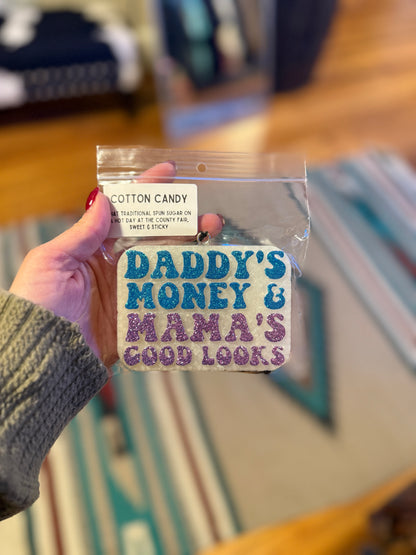 COTTON CANDY
THAT TRADITIONAL SPUN SUGAR ON
A HOT DAY AT THE COUNTY FAIR,
SWEET & STICKY
DADDY'S
MONEY &
MAMA'S
GOOD LOOKS